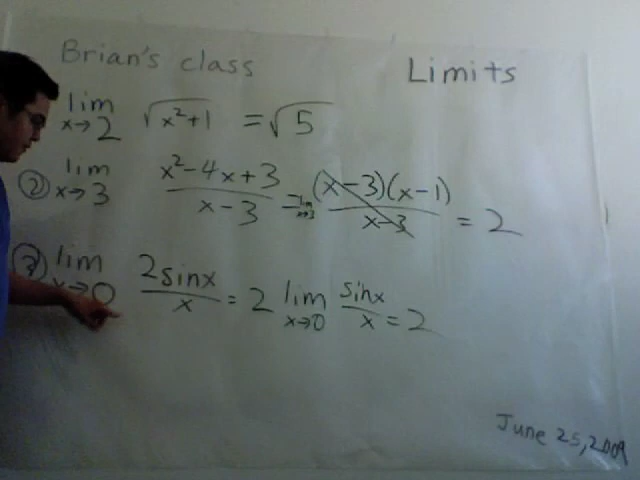 Brian's class
Limits
lim x→2 √x²+1 = √5
② lim x→3 x²-4x+3 / x-3 = lim x→3 (x-3)(x-1) / x-3 = 2
③ lim x→0 2sinx / x = 2 lim x→0 sinx / x = 2
June 25, 2009